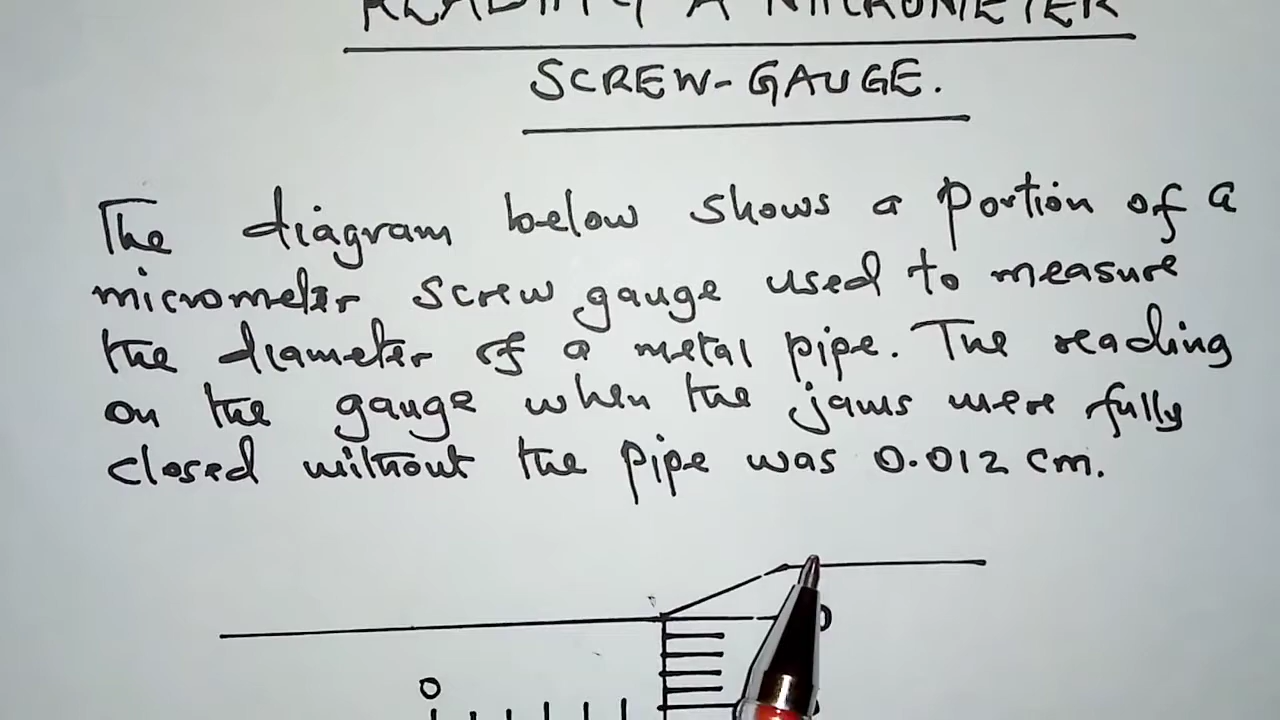 READING A MICROMETER
SCREW-GAUGE.
The diagram below shows a portion of a
micrometer screw gauge used to measure
the diameter of a metal pipe. The reading
on the gauge when the jaws were fully
closed without the pipe was 0.012 cm.
0